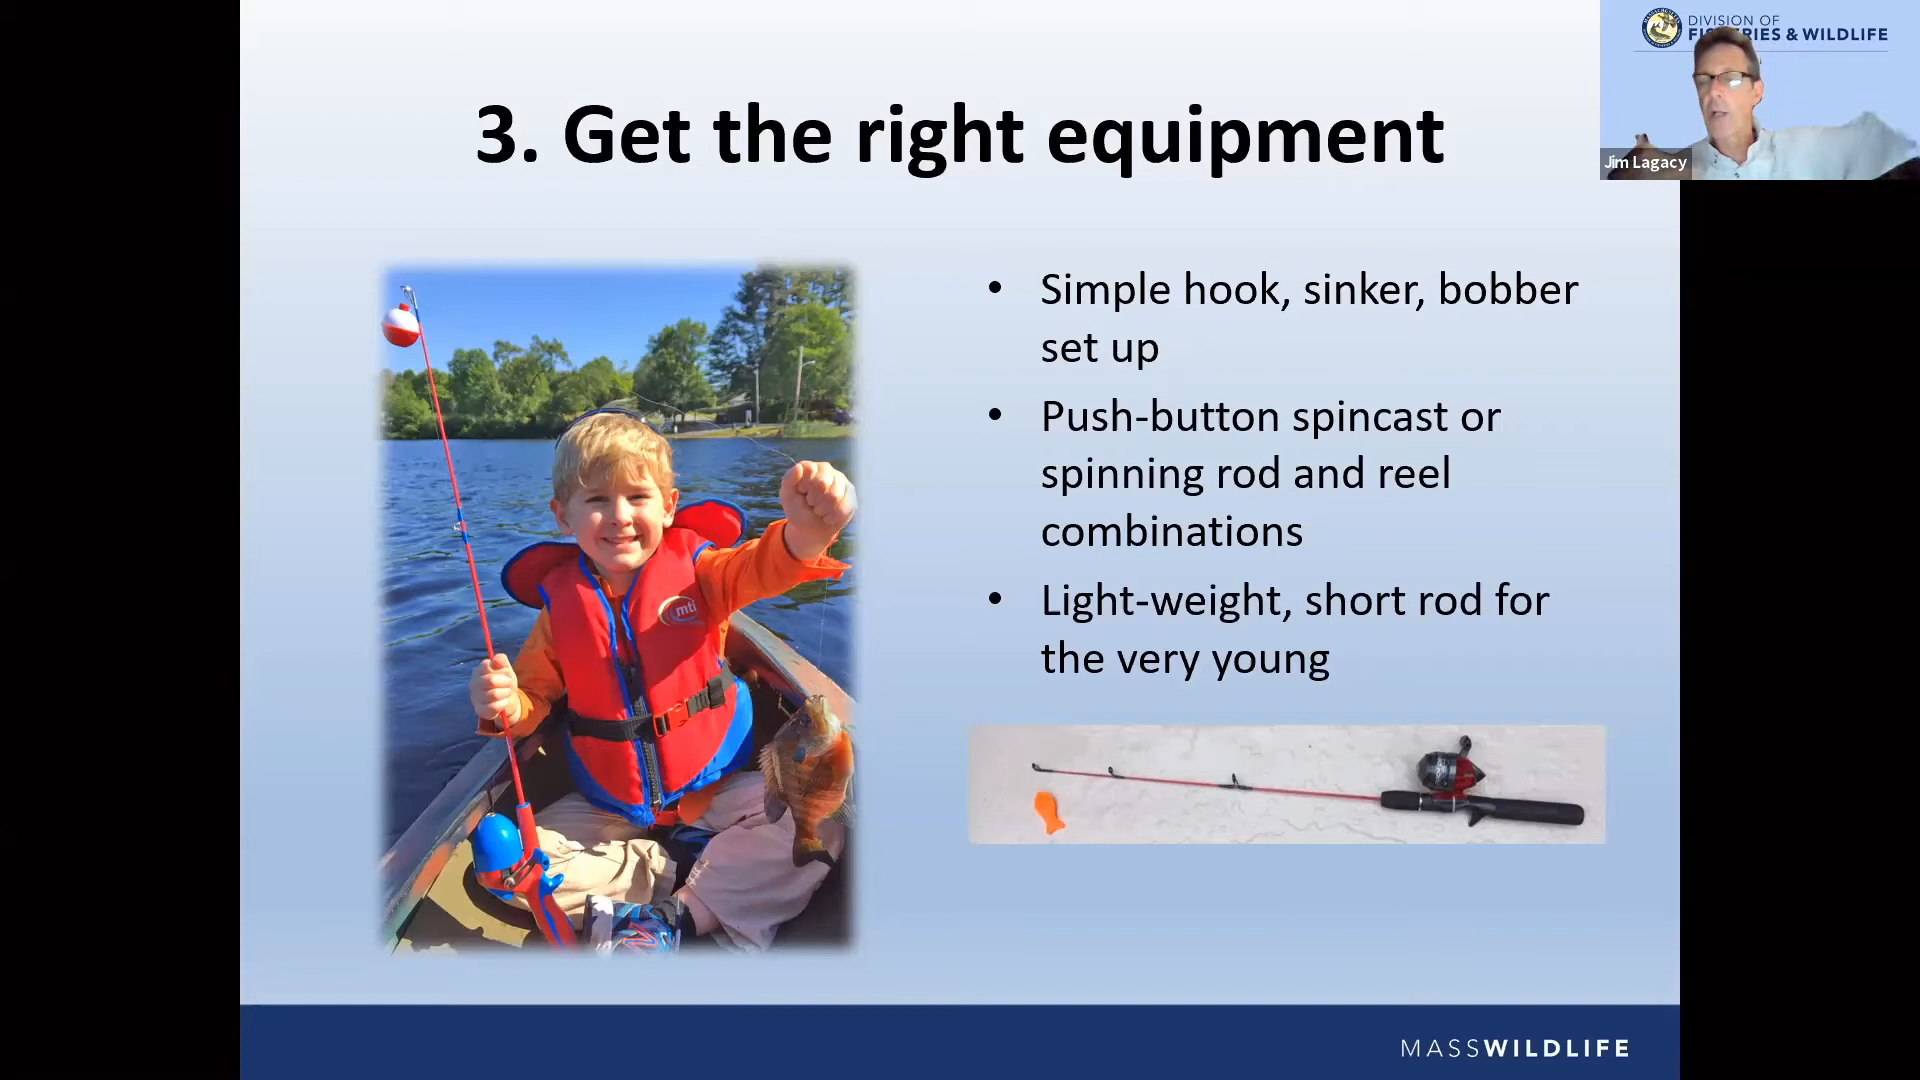 DIVISION OF
FISHERIES & WILDLIFE
3. Get the right equipment
Jim Lagacy
• Simple hook, sinker, bobber
set up
• Push-button spincast or
spinning rod and reel
combinations
• Light-weight, short rod for
the very young
mti
MASSWILDLIFE